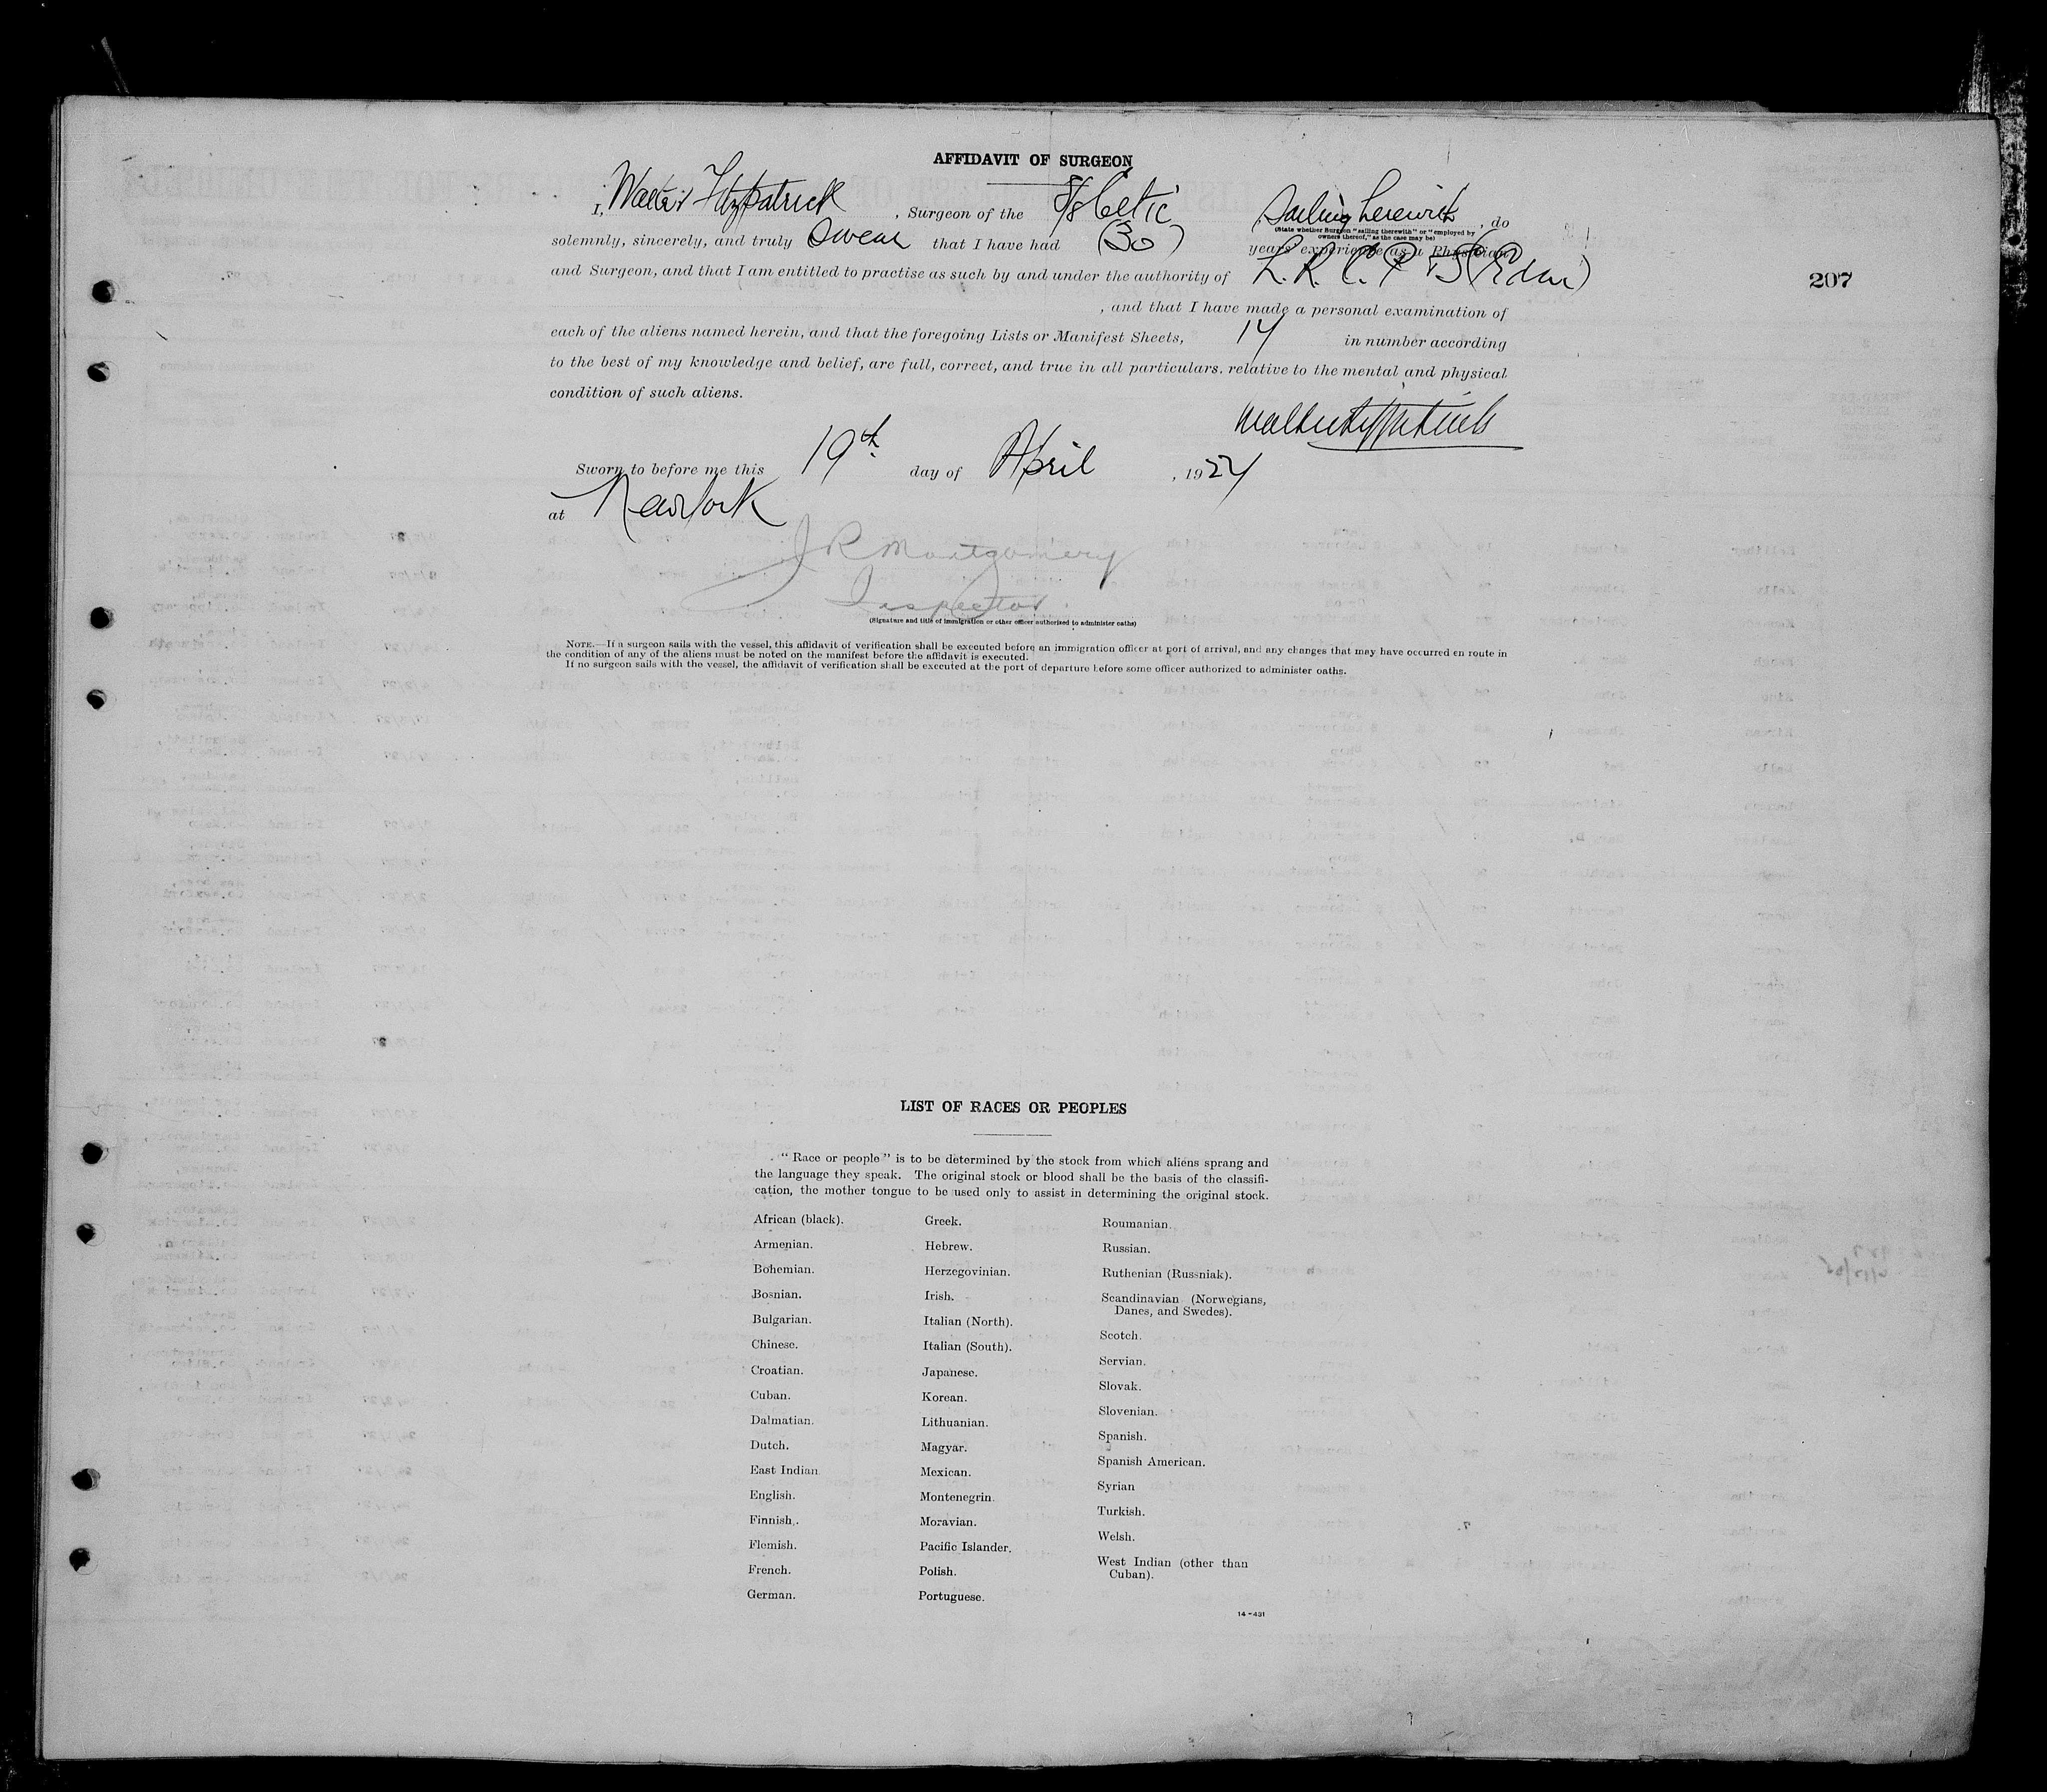 AFFIDAVIT OF SURGEON
I, Walter Fitzpatrick, Surgeon of the S/S Celtic Sailing herewith, do
(State whether Surgeon "sailing therewith" or "employed by
owners thereof," as the case may be)
solemnly, sincerely, and truly Swear that I have had (30) years' experience as a Physician
and Surgeon, and that I am entitled to practise as such by and under the authority of L.R.C.P. & S. (Edin)
207
, and that I have made a personal examination of
each of the aliens named herein, and that the foregoing Lists or Manifest Sheets, 14 in number according
to the best of my knowledge and belief, are full, correct, and true in all particulars. relative to the mental and physical
condition of such aliens.
Walter Fitzpatrick
Sworn to before me this 19th day of April, 1927
at New York
J R Montgomery
Inspector.
(Signature and title of immigration or other officer authorised to administer oaths)
NOTE.—If a surgeon sails with the vessel, this affidavit of verification shall be executed before an immigration officer at port of arrival, and any changes that may have occurred en route in
the condition of any of the aliens must be noted on the manifest before the affidavit is executed.
If no surgeon sails with the vessel, the affidavit of verification shall be executed at the port of departure before some officer authorized to administer oaths.
LIST OF RACES OR PEOPLES
"Race or people" is to be determined by the stock from which aliens sprang and
the language they speak. The original stock or blood shall be the basis of the classifi-
cation, the mother tongue to be used only to assist in determining the original stock.
African (black).
Armenian.
Bohemian.
Bosnian.
Bulgarian.
Chinese.
Croatian.
Cuban.
Dalmatian.
Dutch.
East Indian
English.
Finnish.
Flemish.
French.
German.
Greek.
Hebrew.
Herzegovinian.
Irish.
Italian (North).
Italian (South).
Japanese.
Korean.
Lithuanian.
Magyar.
Mexican.
Montenegrin.
Moravian.
Pacific Islander.
Polish.
Portuguese.
Roumanian.
Russian.
Ruthenian (Russniak).
Scandinavian (Norwegians,
Danes, and Swedes).
Scotch.
Servian.
Slovak.
Slovenian.
Spanish.
Spanish American.
Syrian
Turkish.
Welsh.
West Indian (other than
Cuban).
14-431